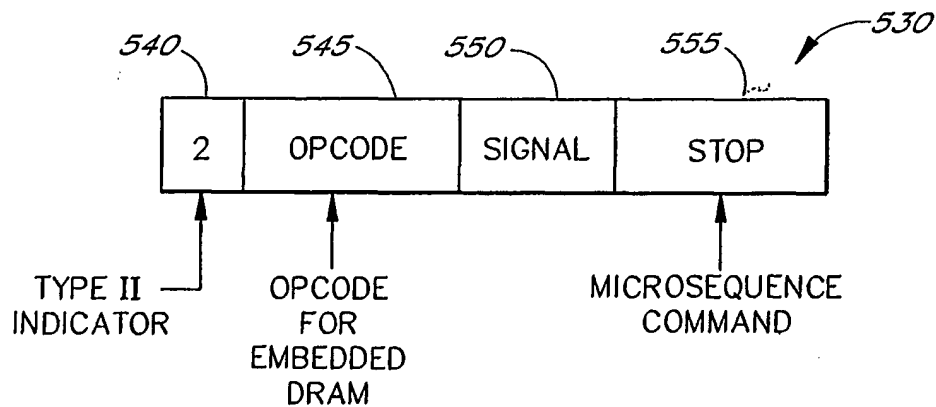 540 545 550 555 530
2 OPCODE SIGNAL STOP
TYPE II
INDICATOR
OPCODE
FOR
EMBEDDED
DRAM
MICROSEQUENCE
COMMAND